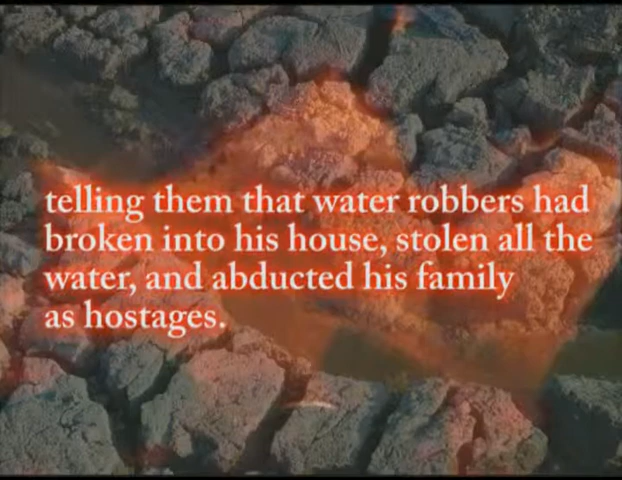 telling them that water robbers had
broken into his house, stolen all the
water, and abducted his family
as hostages.